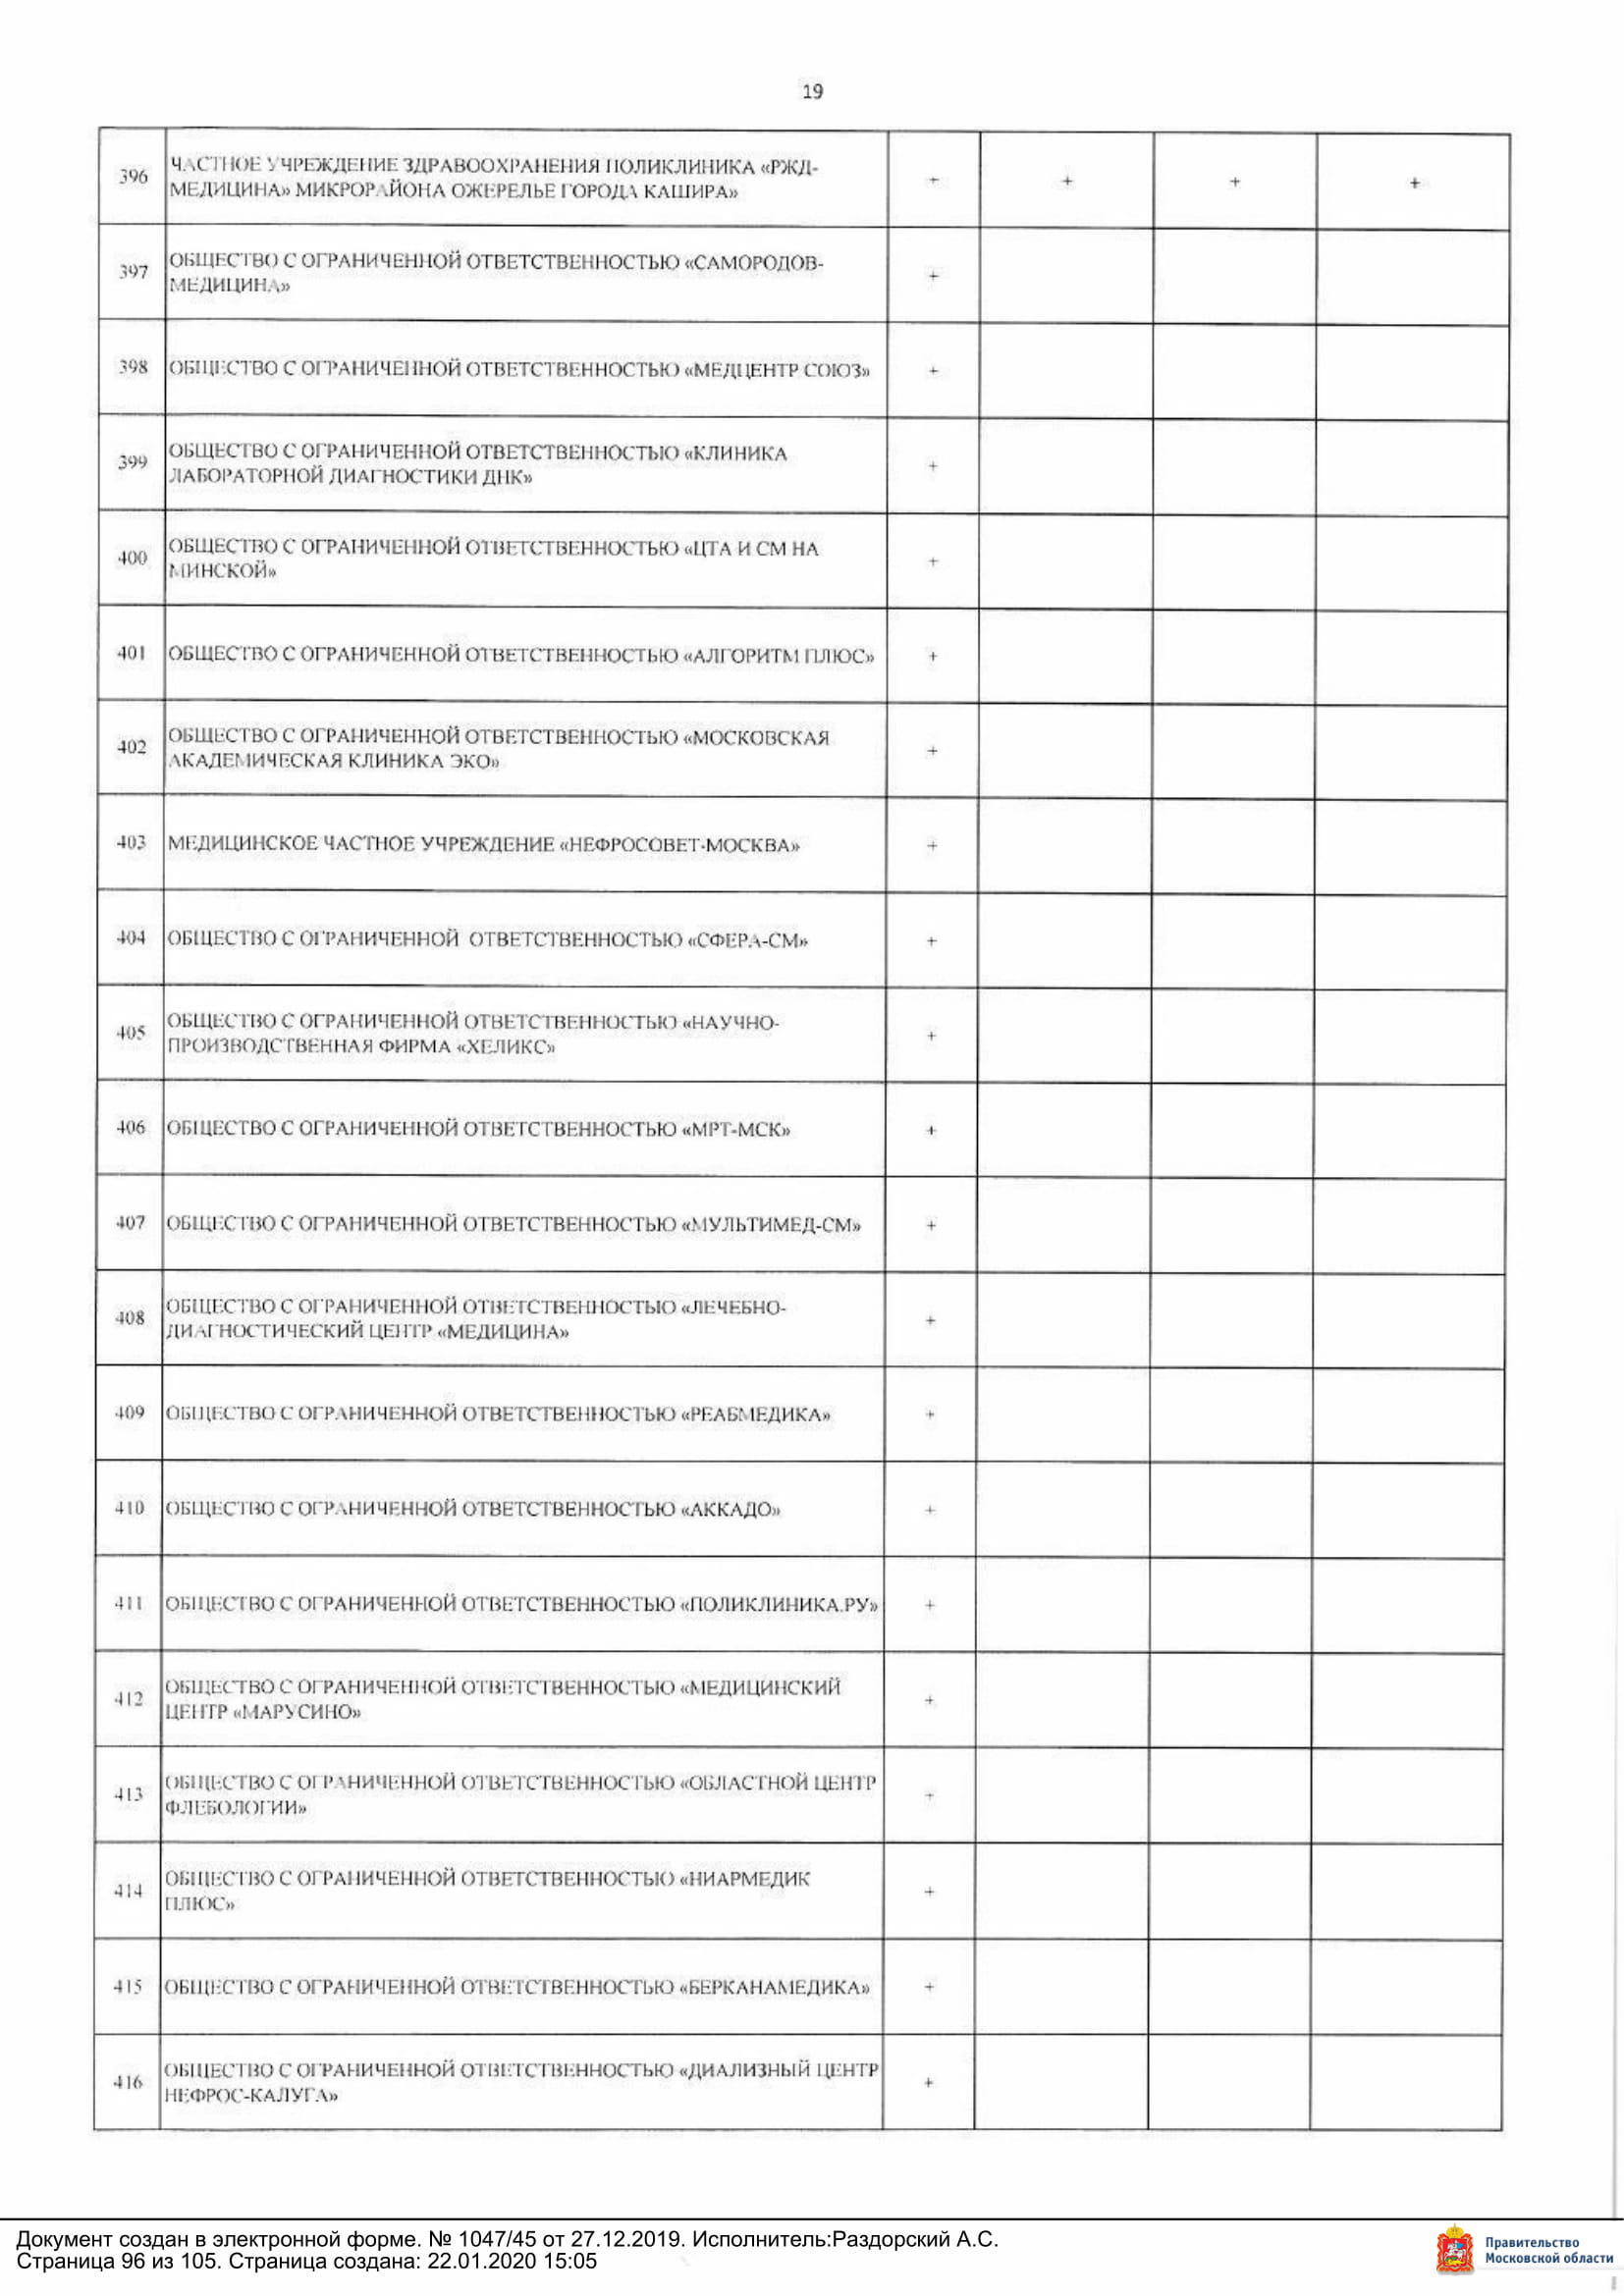 19
396
ЧАСТНОЕ УЧРЕЖДЕНИЕ ЗДРАВООХРАНЕНИЯ ПОЛИКЛИНИКА «РЖД-
МЕДИЦИНА» МИКРОРАЙОНА ОЖЕРЕЛЬЕ ГОРОДА КАШИРА»
+ + + +
397
ОБЩЕСТВО С ОГРАНИЧЕННОЙ ОТВЕТСТВЕННОСТЬЮ «САМОРОДОВ-
МЕДИЦИНА»
+
398 ОБЩЕСТВО С ОГРАНИЧЕННОЙ ОТВЕТСТВЕННОСТЬЮ «МЕДЦЕНТР СОЮЗ» +
399
ОБЩЕСТВО С ОГРАНИЧЕННОЙ ОТВЕТСТВЕННОСТЬЮ «КЛИНИКА
ЛАБОРАТОРНОЙ ДИАГНОСТИКИ ДНК»
+
400
ОБЩЕСТВО С ОГРАНИЧЕННОЙ ОТВЕТСТВЕННОСТЬЮ «ЦТА И СМ НА
МИНСКОЙ»
+
401 ОБЩЕСТВО С ОГРАНИЧЕННОЙ ОТВЕТСТВЕННОСТЬЮ «АЛГОРИТМ ПЛЮС» +
402
ОБЩЕСТВО С ОГРАНИЧЕННОЙ ОТВЕТСТВЕННОСТЬЮ «МОСКОВСКАЯ
АКАДЕМИЧЕСКАЯ КЛИНИКА ЭКО»
+
403 МЕДИЦИНСКОЕ ЧАСТНОЕ УЧРЕЖДЕНИЕ «НЕФРОСОВЕТ-МОСКВА» +
404 ОБЩЕСТВО С ОГРАНИЧЕННОЙ ОТВЕТСТВЕННОСТЬЮ «СФЕРА-СМ» +
405
ОБЩЕСТВО С ОГРАНИЧЕННОЙ ОТВЕТСТВЕННОСТЬЮ «НАУЧНО-
ПРОИЗВОДСТВЕННАЯ ФИРМА «ХЕЛИКС»
+
406 ОБЩЕСТВО С ОГРАНИЧЕННОЙ ОТВЕТСТВЕННОСТЬЮ «МРТ-МСК» +
407 ОБЩЕСТВО С ОГРАНИЧЕННОЙ ОТВЕТСТВЕННОСТЬЮ «МУЛЬТИМЕД-СМ» +
408
ОБЩЕСТВО С ОГРАНИЧЕННОЙ ОТВЕТСТВЕННОСТЬЮ «ЛЕЧЕБНО-
ДИАГНОСТИЧЕСКИЙ ЦЕНТР «МЕДИЦИНА»
+
409 ОБЩЕСТВО С ОГРАНИЧЕННОЙ ОТВЕТСТВЕННОСТЬЮ «РЕАБМЕДИКА» +
410 ОБЩЕСТВО С ОГРАНИЧЕННОЙ ОТВЕТСТВЕННОСТЬЮ «АККАДО» +
411 ОБЩЕСТВО С ОГРАНИЧЕННОЙ ОТВЕТСТВЕННОСТЬЮ «ПОЛИКЛИНИКА.РУ» +
412
ОБЩЕСТВО С ОГРАНИЧЕННОЙ ОТВЕТСТВЕННОСТЬЮ «МЕДИЦИНСКИЙ
ЦЕНТР «МАРУСИНО»
+
413
ОБЩЕСТВО С ОГРАНИЧЕННОЙ ОТВЕТСТВЕННОСТЬЮ «ОБЛАСТНОЙ ЦЕНТР
ФЛЕБОЛОГИИ»
+
414
ОБЩЕСТВО С ОГРАНИЧЕННОЙ ОТВЕТСТВЕННОСТЬЮ «НИАРМЕДИК
ПЛЮС»
+
415 ОБЩЕСТВО С ОГРАНИЧЕННОЙ ОТВЕТСТВЕННОСТЬЮ «БЕРКАНАМЕДИКА» +
416
ОБЩЕСТВО С ОГРАНИЧЕННОЙ ОТВЕТСТВЕННОСТЬЮ «ДИАЛИЗНЫЙ ЦЕНТР
НЕФРОС-КАЛУГА»
+
Документ создан в электронной форме. № 1047/45 от 27.12.2019. Исполнитель:Раздорский А.С.
Страница 96 из 105. Страница создана: 22.01.2020 15:05
Правительство
Московской области